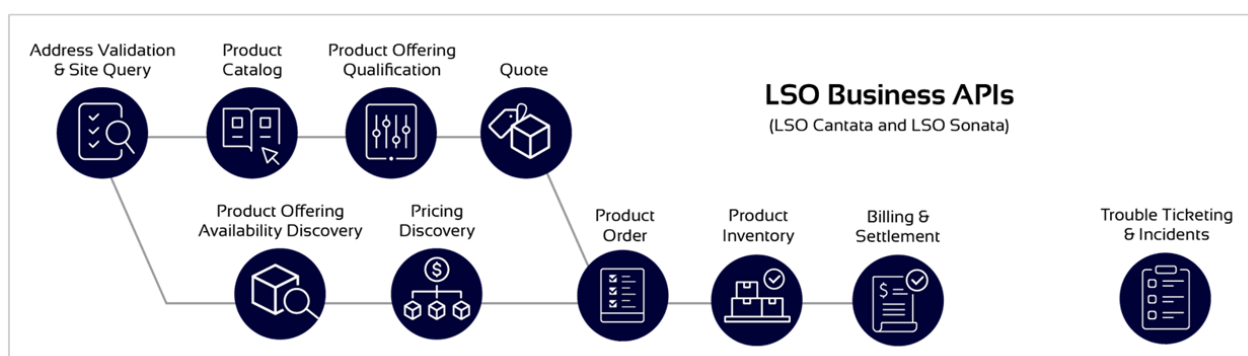 Address Validation
& Site Query
Product
Catalog
Product Offering
Qualification
Quote
LSO Business APIs
(LSO Cantata and LSO Sonata)
Product Offering
Availability Discovery
Pricing
Discovery
Product
Order
Product
Inventory
Billing &
Settlement
Trouble Ticketing
& Incidents
$
$